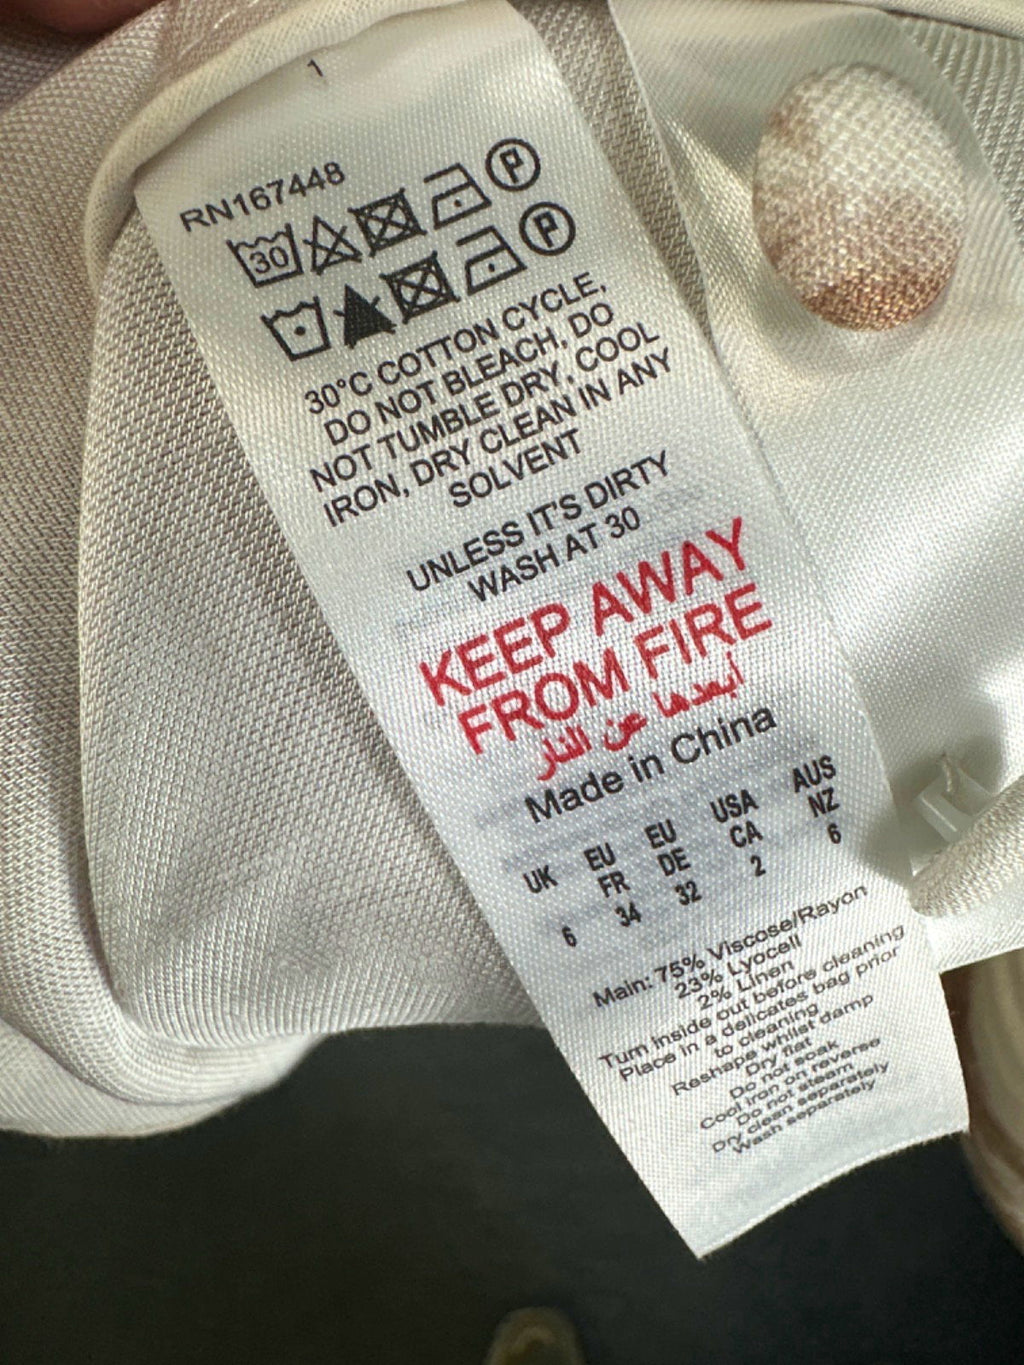 1
RN167448
30
P
P
30°C COTTON CYCLE,
DO NOT BLEACH, DO
NOT TUMBLE DRY, COOL
IRON, DRY CLEAN IN ANY
SOLVENT
UNLESS IT'S DIRTY
WASH AT 30
KEEP AWAY
FROM FIRE
أبعدها عن النار
Made in China
UK EU FR EU DE USA CA AUS NZ
6 34 32 2 6
Main: 75% Viscose/Rayon
23% Lyocell
2% Linen
Turn inside out before cleaning
Place in a delicates bag prior
to cleaning
Reshape whilst damp
Dry flat
Do not soak
Cool iron on reverse
Do not steam
Dry clean separately
Wash separately